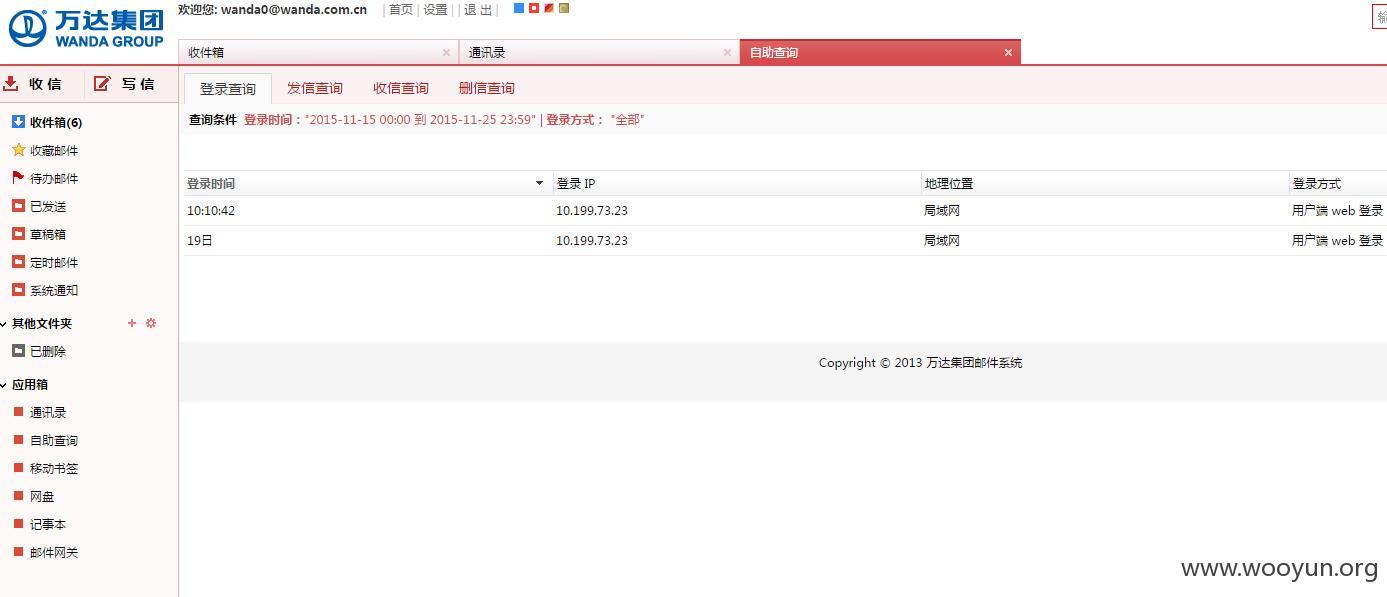 万达集团
WANDA GROUP
欢迎您: wanda0@wanda.com.cn | 首页 | 设置 | | 退 出 |
收件箱 × 通讯录 × 自助查询 ×
收 信 写 信
登录查询 发信查询 收信查询 删信查询
查询条件 登录时间："2015-11-15 00:00 到 2015-11-25 23:59" | 登录方式： "全部"
登录时间 登录 IP 地理位置 登录方式
10:10:42 10.199.73.23 局域网 用户端 web 登录
19日 10.199.73.23 局域网 用户端 web 登录
收件箱(6)
收藏邮件
待办邮件
已发送
草稿箱
定时邮件
系统通知
其他文件夹
已删除
应用箱
通讯录
自助查询
移动书签
网盘
记事本
邮件网关
Copyright © 2013 万达集团邮件系统
www.wooyun.org